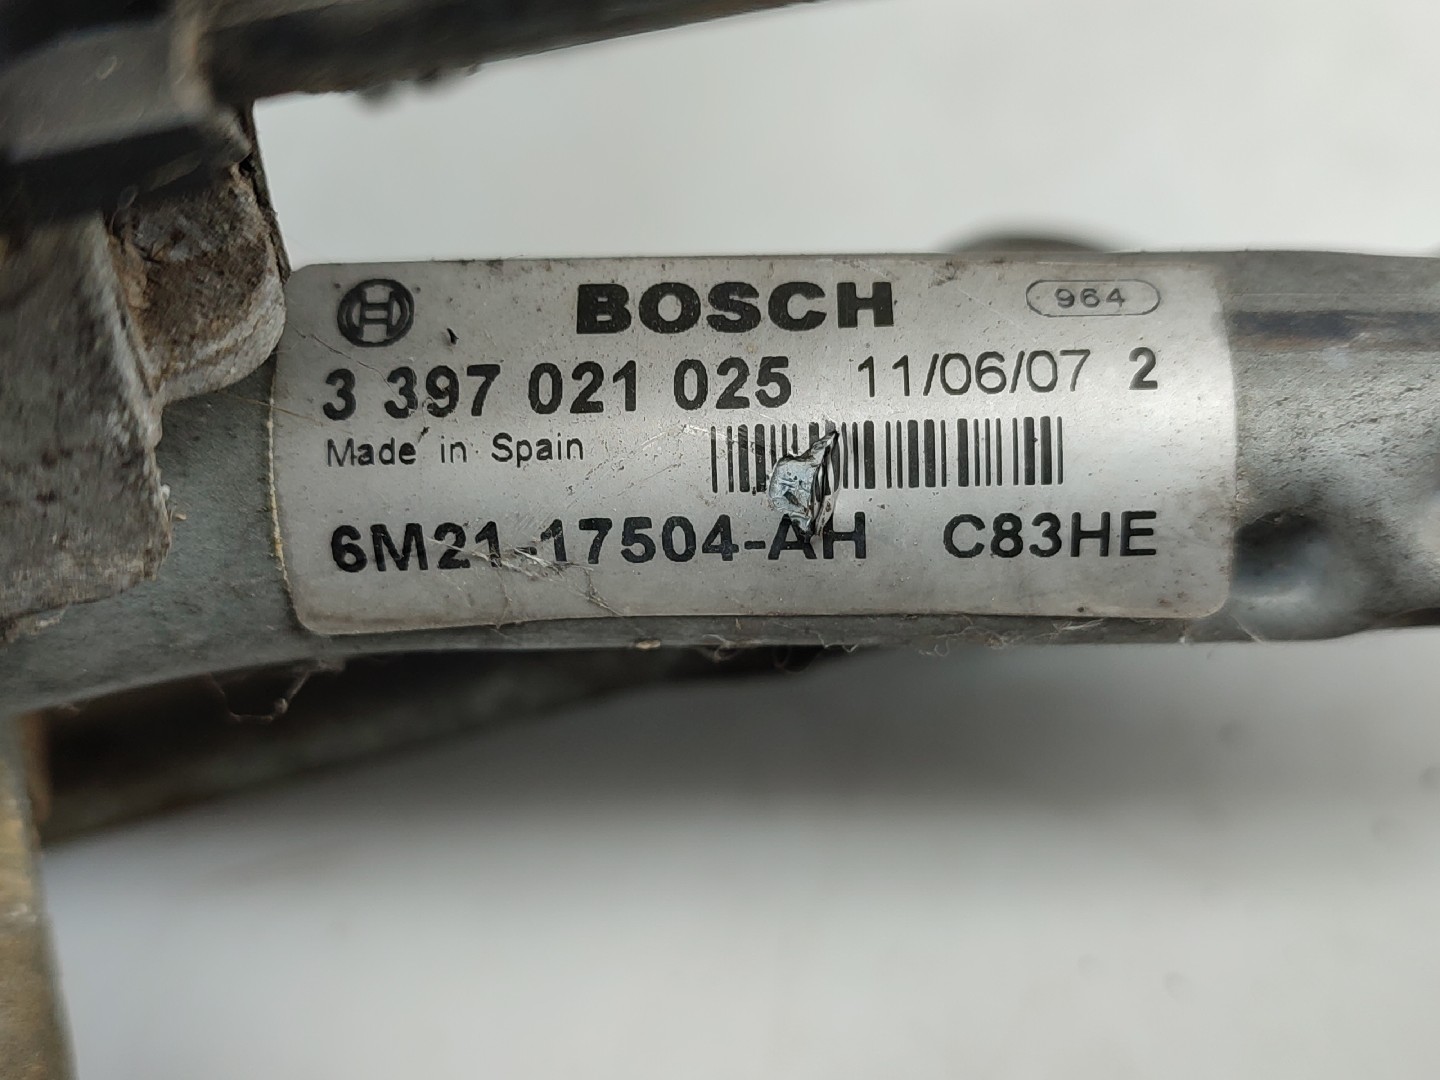 BOSCH 964
3 397 021 025 11/06/07 2
Made in Spain
6M21-17504-AH C83HE